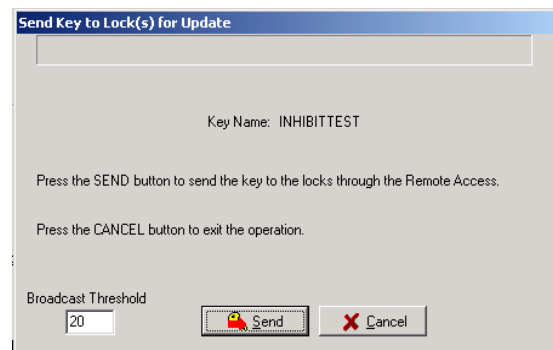 Send Key to Lock(s) for Update
Key Name: INHIBITTEST
Press the SEND button to send the key to the locks through the Remote Access.
Press the CANCEL button to exit the operation.
Broadcast Threshold
20
Send
Cancel